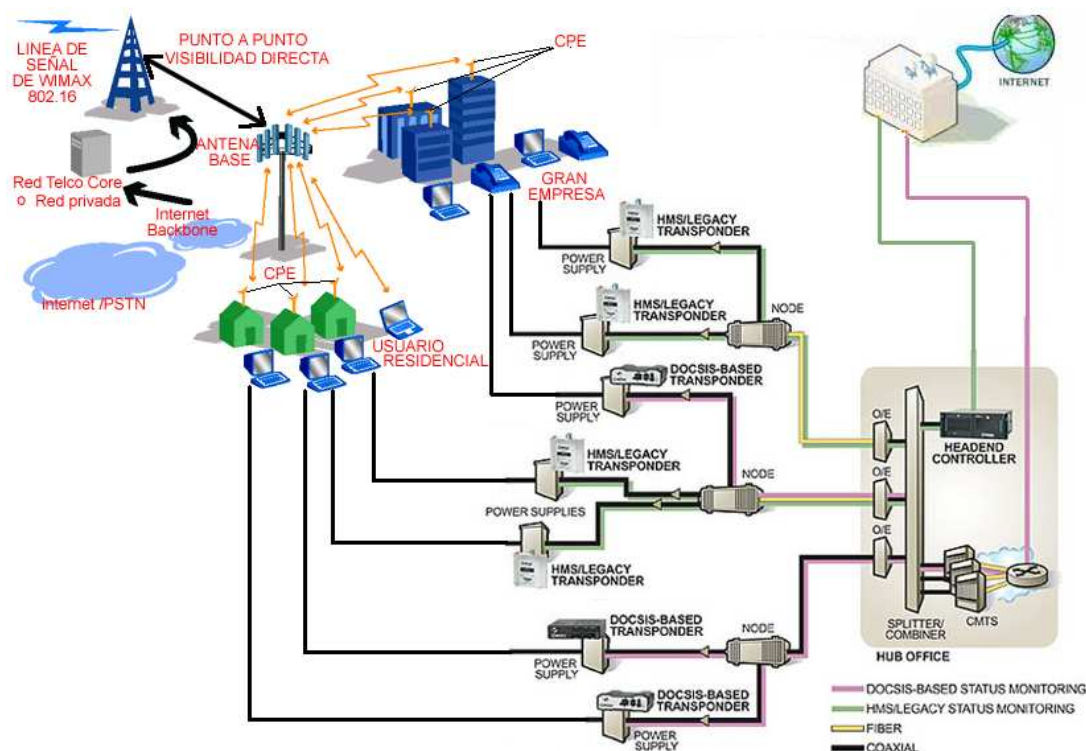 LINEA DE
SEÑAL
DE WIMAX
802.16
PUNTO A PUNTO
VISIBILIDAD DIRECTA
CPE
INTERNET
ANTENA
BASE
Red Telco Core
o Red privada
Internet
Backbone
Internet /PSTN
GRAN
EMPRESA
CPE
USUARIO
RESIDENCIAL
HMS/LEGACY
TRANSPONDER
POWER
SUPPLY
HMS/LEGACY
TRANSPONDER
NODE
POWER
SUPPLY
DOCSIS-BASED
TRANSPONDER
POWER
SUPPLY
O/E
HEADEND
CONTROLLER
HMS/LEGACY
TRANSPONDER
NODE
O/E
POWER SUPPLIES
O/E
HMS/LEGACY
TRANSPONDER
CMTS
SPLITTER/
COMBINER
HUB OFFICE
DOCSIS-BASED
TRANSPONDER
NODE
POWER
SUPPLY
DOCSIS-BASED
TRANSPONDER
POWER
SUPPLY
DOCSIS-BASED STATUS MONITORING
HMS/LEGACY STATUS MONITORING
FIBER
COAXIAL